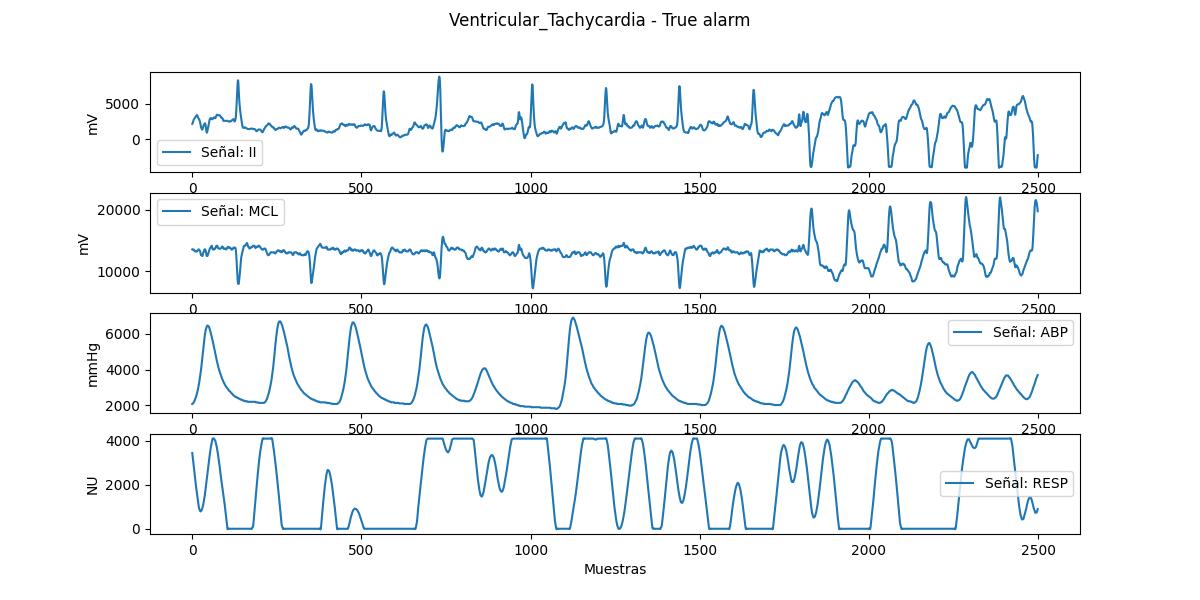 Ventricular_Tachycardia - True alarm
5000
0
mV
Señal: II
0 500 1000 1500 2000 2500
20000
10000
mV
Señal: MCL
0 500 1000 1500 2000 2500
6000
4000
2000
mmHg
Señal: ABP
0 500 1000 1500 2000 2500
4000
2000
0
NU
Señal: RESP
0 500 1000 1500 2000 2500
Muestras